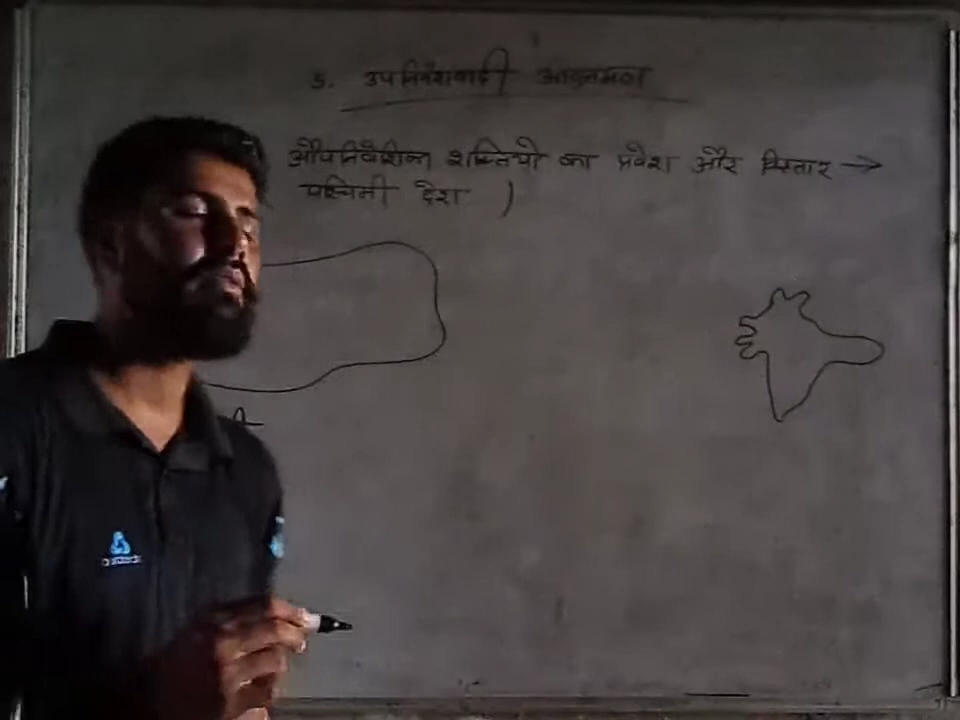 5. उपनिवेशवादी आक्रमण
औपनिवेशिक शक्तियो का प्रवेश और विस्तार →
पश्चिमी देश )